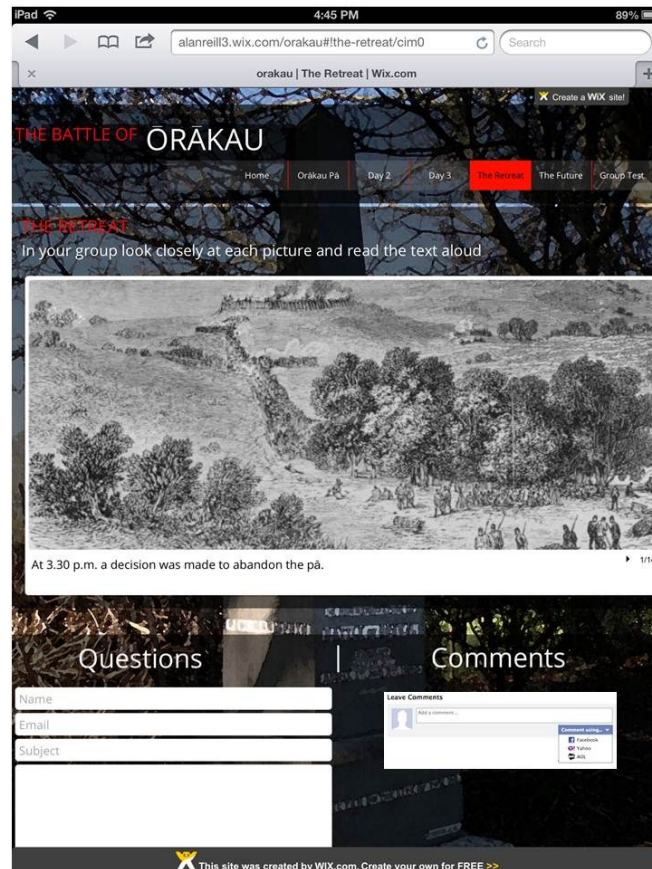 iPad 4:45 PM 89%
alanreill3.wix.com/orakau#!the-retreat/cim0 Search
orakau | The Retreat | Wix.com
Create a WiX site!
THE BATTLE OF ŌRĀKAU
Home Orākau Pā Day 2 Day 3 The Retreat The Future Group Test
THE RETREAT
In your group look closely at each picture and read the text aloud
At 3.30 p.m. a decision was made to abandon the pā.
Questions | Comments
Name
Email
Subject
Leave Comments
Add a comment...
Comment using...
Facebook
Yahoo
AOL
This site was created by WIX.com. Create your own for FREE >>